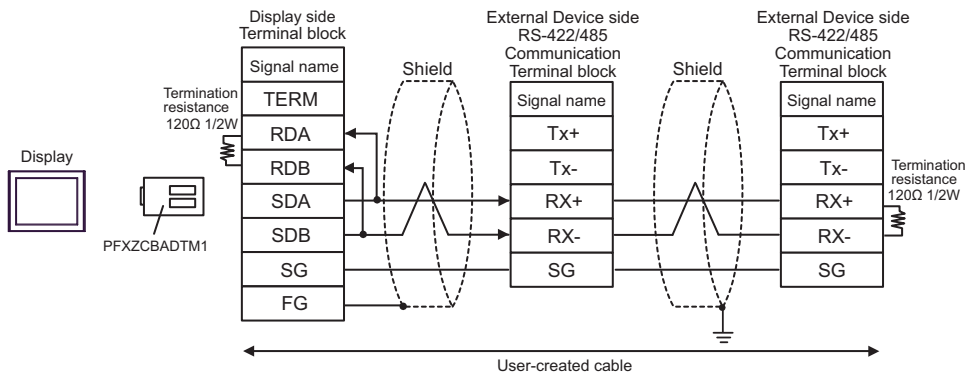 Display side
Terminal block
Signal name
TERM
RDA
RDB
SDA
SDB
SG
FG
Termination
resistance
120Ω 1/2W
Display
PFXZCBADTM1
Shield
External Device side
RS-422/485
Communication
Terminal block
Signal name
Tx+
Tx-
RX+
RX-
SG
Shield
External Device side
RS-422/485
Communication
Terminal block
Signal name
Tx+
Tx-
RX+
RX-
SG
Termination
resistance
120Ω 1/2W
User-created cable